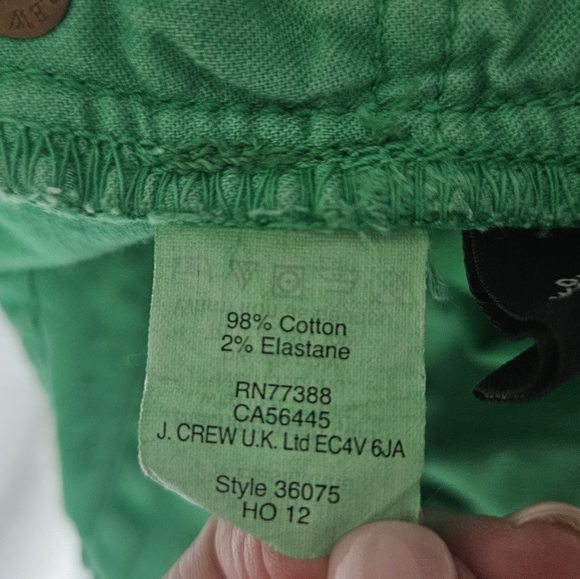 98% Cotton
2% Elastane
RN77388
CA56445
J. CREW U.K. Ltd EC4V 6JA
Style 36075
HO 12